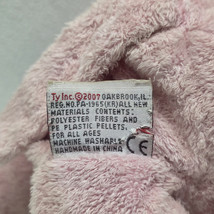 Ty Inc. ©2007 OAKBROOK, IL.
REG.NO.PA-1965(KR) ALL NEW
MATERIALS CONTENTS:
POLYESTER FIBERS AND
PE PLASTIC PELLETS.
FOR ALL AGES
MACHINE WASHABLE
HANDMADE IN CHINA
CE